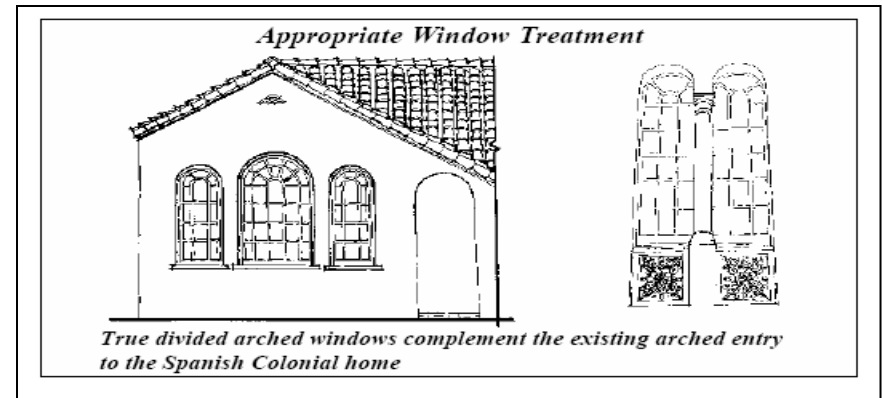 Appropriate Window Treatment
True divided arched windows complement the existing arched entry
to the Spanish Colonial home